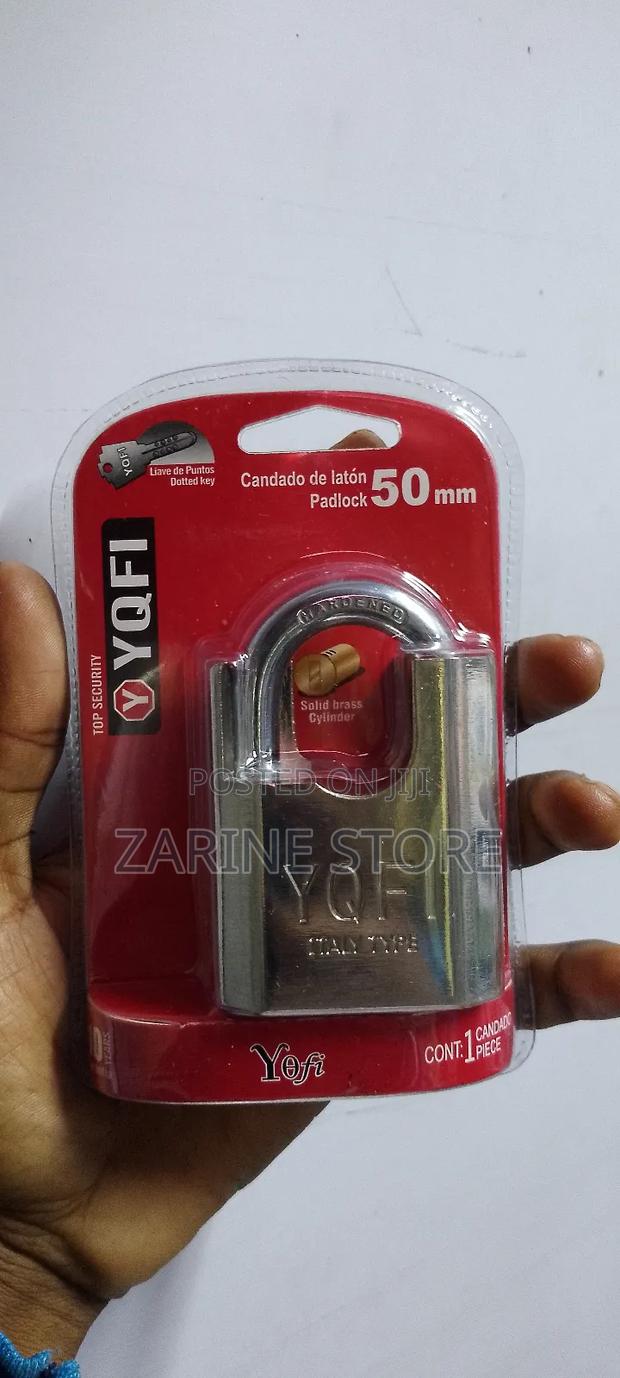 YQFI
Llave de Puntos
Dotted key
Candado de latón
Padlock 50 mm
TOP SECURITY
Y YQFI
HARDENED
Solid brass
Cylinder
POSTED ON JIJI
ZARINE STORE
YQFI
ITALY TYPE
Yofi
CONT: 1 CANDADO
PIECE